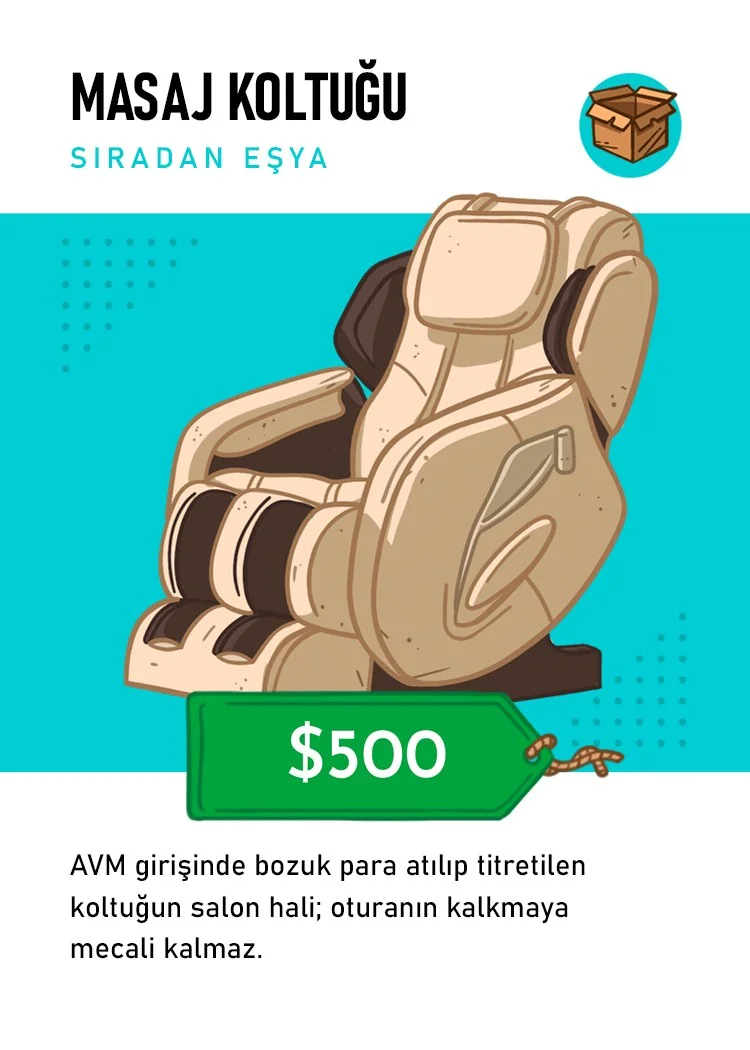 MASAJ KOLTUĞU
SIRADAN EŞYA
$500
AVM girişinde bozuk para atılıp titretilen
koltuğun salon hali; oturanın kalkmaya
mecali kalmaz.